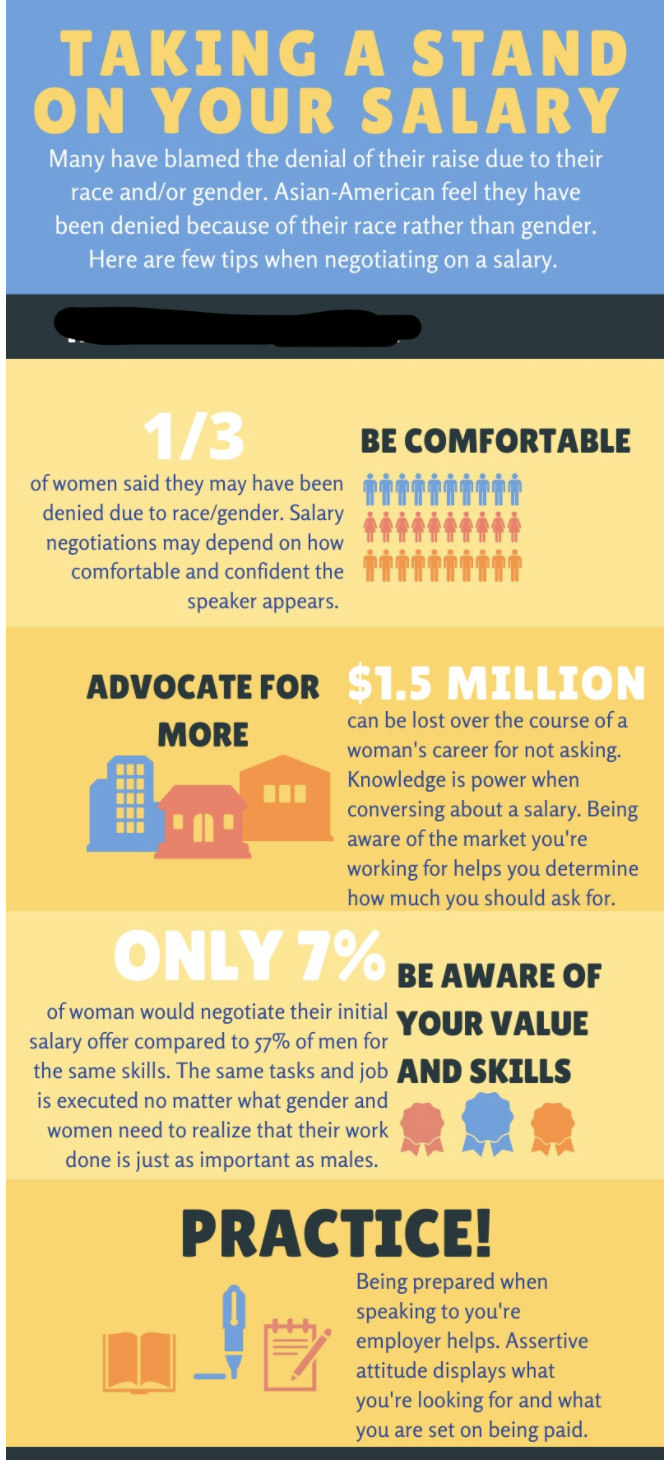 TAKING A STAND
ON YOUR SALARY
Many have blamed the denial of their raise due to their
race and/or gender. Asian-American feel they have
been denied because of their race rather than gender.
Here are few tips when negotiating on a salary.
1/3
of women said they may have been
denied due to race/gender. Salary
negotiations may depend on how
comfortable and confident the
speaker appears.
BE COMFORTABLE
ADVOCATE FOR
MORE
$1.5 MILLION
can be lost over the course of a
woman's career for not asking.
Knowledge is power when
conversing about a salary. Being
aware of the market you're
working for helps you determine
how much you should ask for.
ONLY 7%
of woman would negotiate their initial
salary offer compared to 57% of men for
the same skills. The same tasks and job
is executed no matter what gender and
women need to realize that their work
done is just as important as males.
BE AWARE OF
YOUR VALUE
AND SKILLS
PRACTICE!
Being prepared when
speaking to you're
employer helps. Assertive
attitude displays what
you're looking for and what
you are set on being paid.